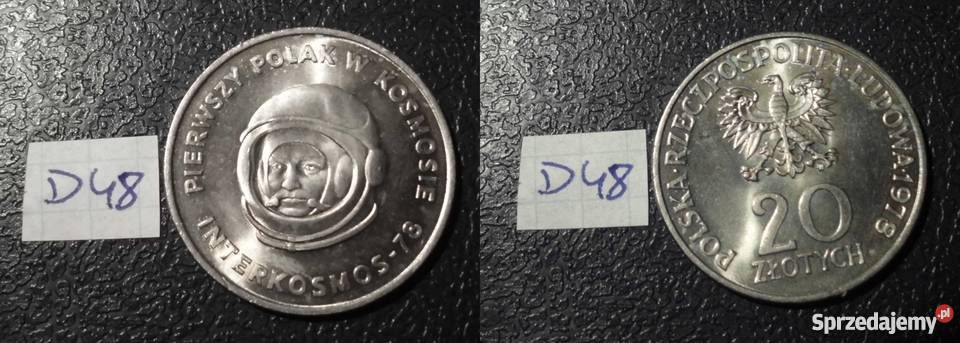 D48
PIERWSZY POLAK W KOSMOSIE
INTERKOSMOS-78
D48
POLSKA·RZECZPOSPOLITA·LUDOWA·1978
20
ZŁOTYCH
Sprzedajemy.pl